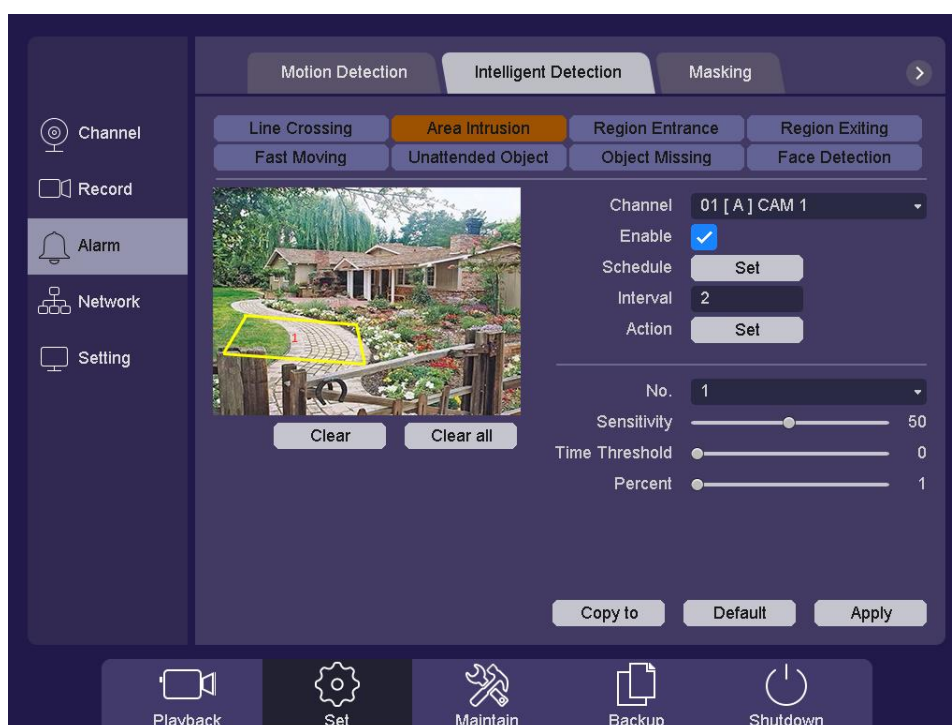 Motion Detection Intelligent Detection Masking
Channel
Record
Alarm
Network
Setting
Line Crossing Area Intrusion Region Entrance Region Exiting
Fast Moving Unattended Object Object Missing Face Detection
1
Clear Clear all
Channel 01 [ A ] CAM 1
Enable
Schedule Set
Interval 2
Action Set
No. 1
Sensitivity 50
Time Threshold 0
Percent 1
Copy to Default Apply
Playback Set Maintain Backup Shutdown